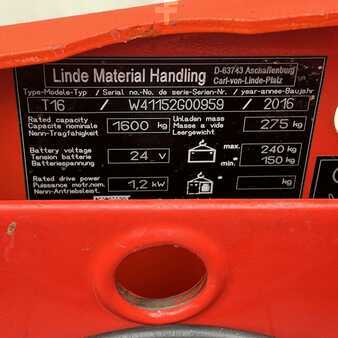 Linde Material Handling D-63743 Aschaffenburg
Carl-von-Linde-Platz
Type-Modele-Typ / Serial no.-No. de serie-Serien-Nr. / year-annee-Baujahr
T16 / W41152G00959 / 2016
Rated capacity
Capacite nominale 1600 kg
Nenn-Tragfahigkeit
Unladen mass
Masse a vide 275 kg
Leergewicht
Battery voltage
Tension batterie 24 V
Batteriespannung
max. 240 kg
min. 150 kg
Rated drive power
Puissance motr.nom. 1,2 kW
Nenn-Antriebsleist.
kg